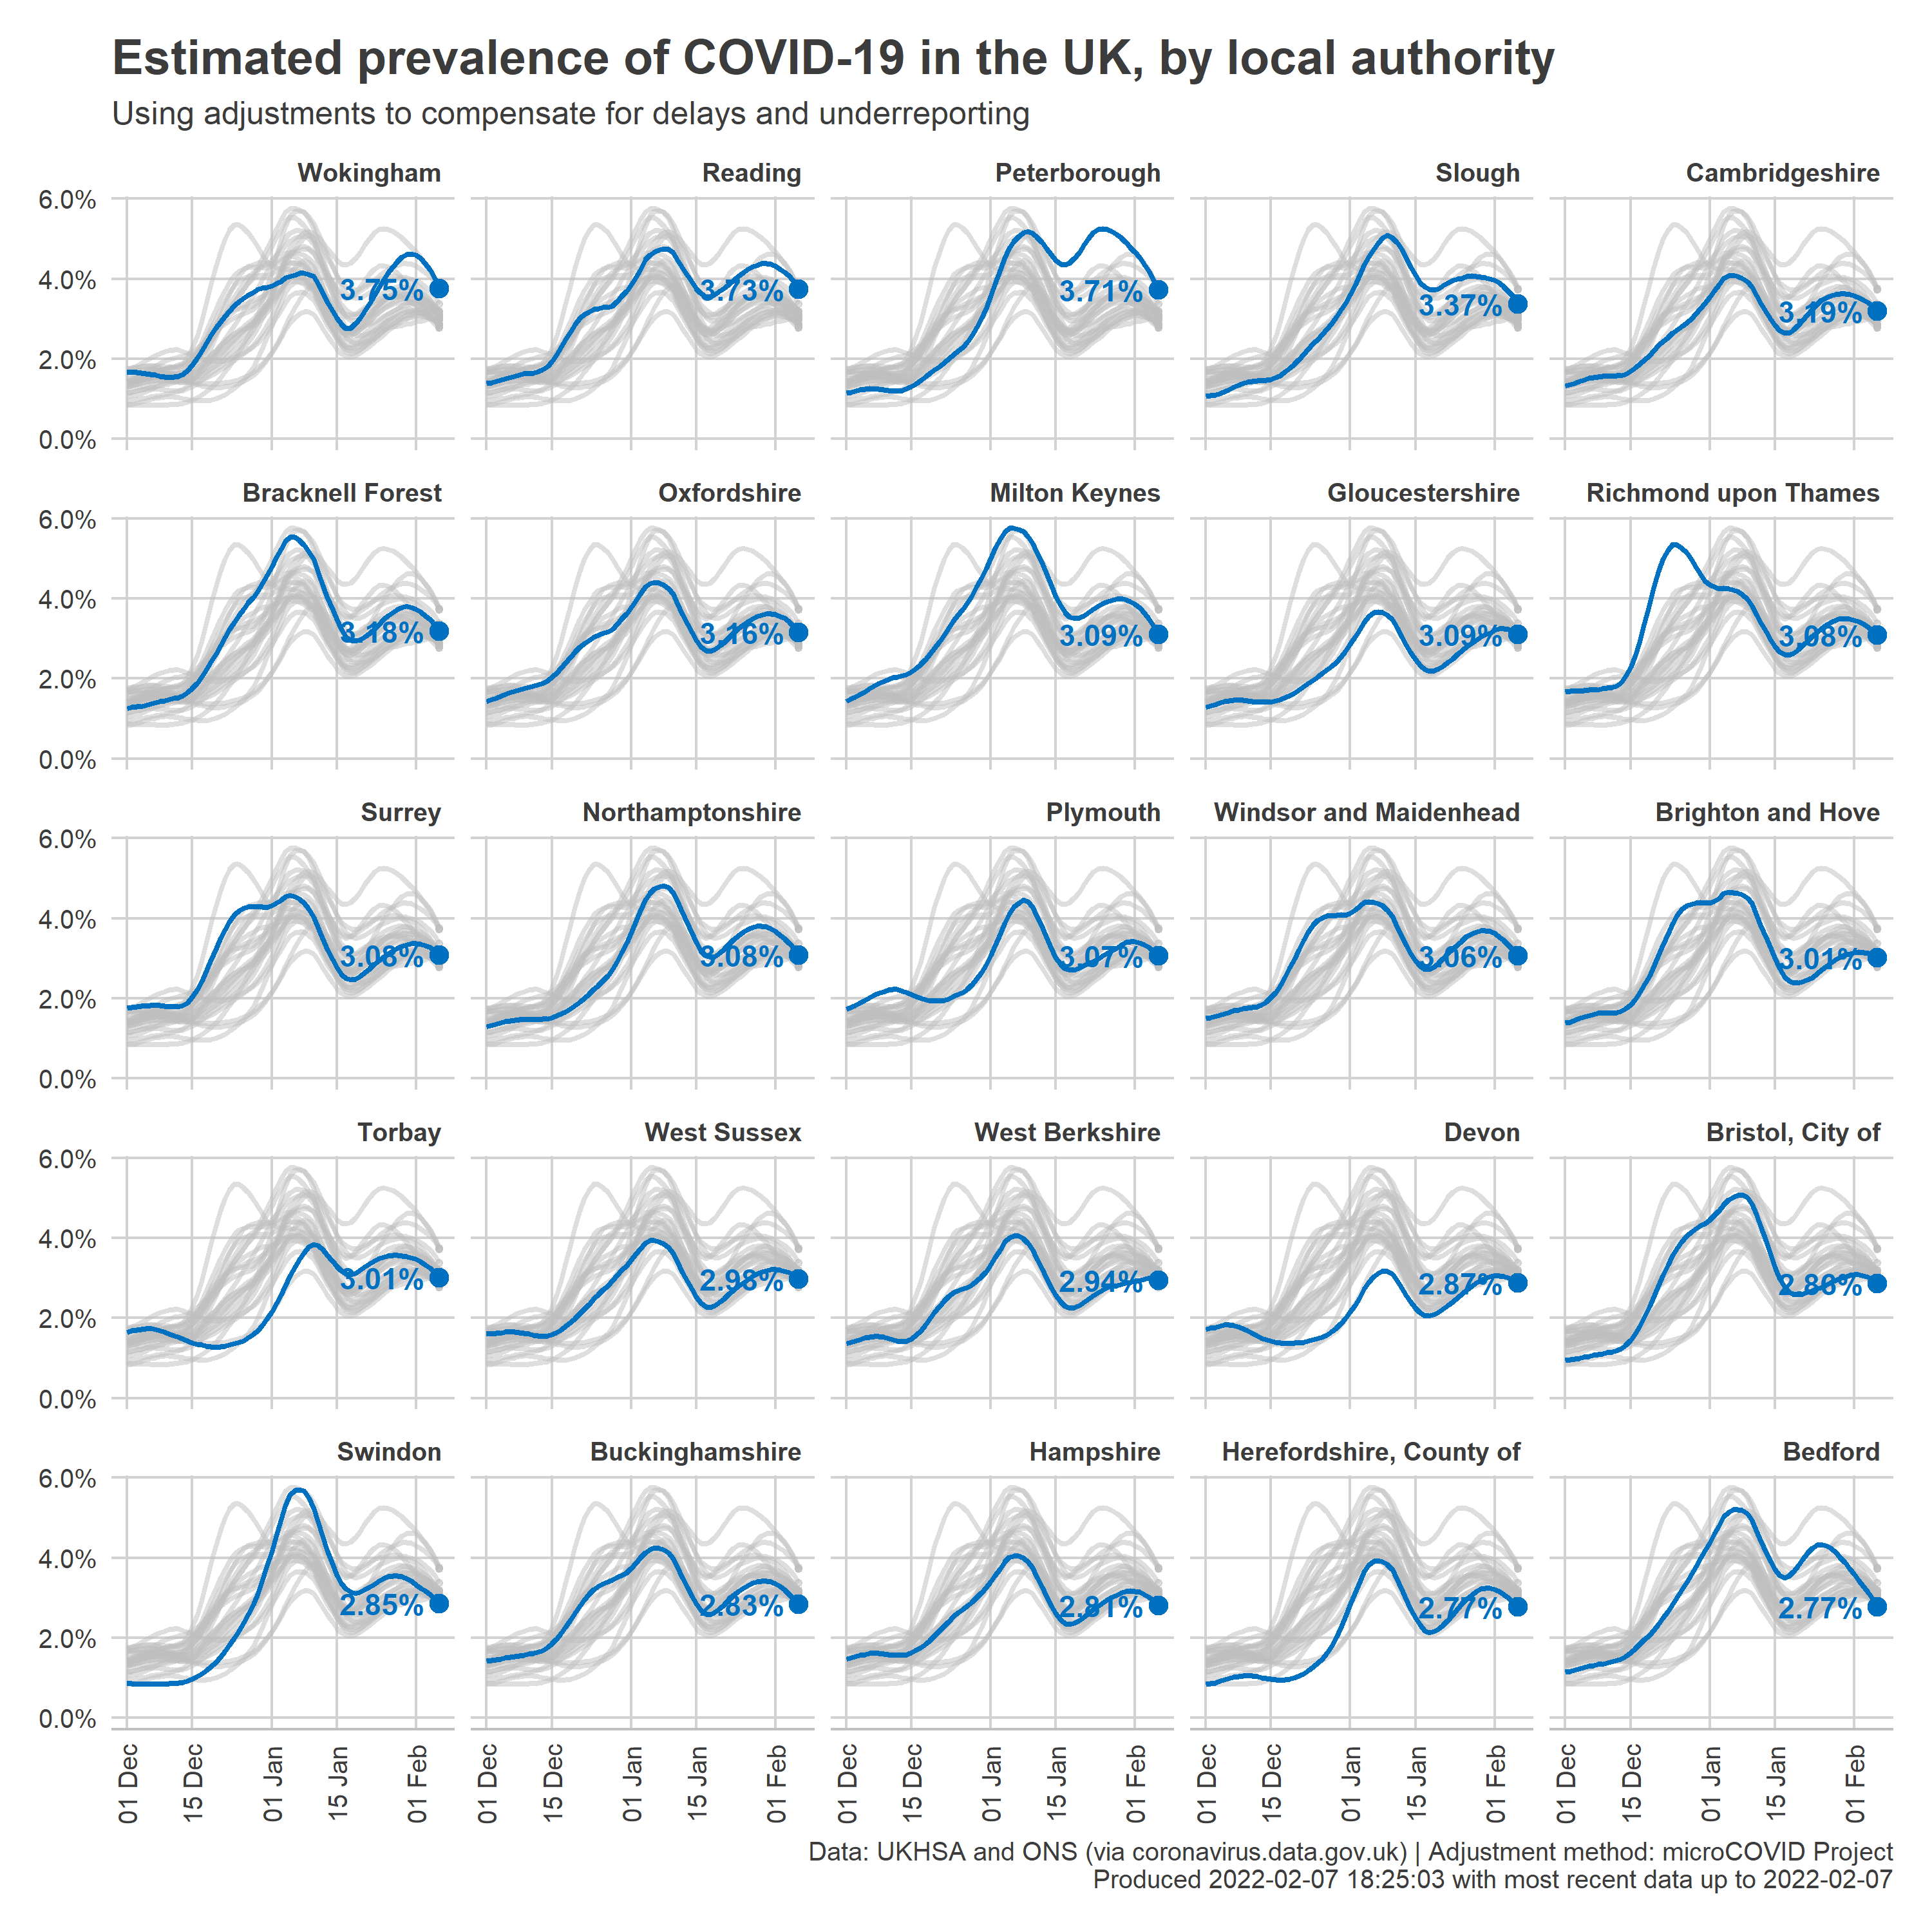 Estimated prevalence of COVID-19 in the UK, by local authority
Using adjustments to compensate for delays and underreporting
Wokingham
Reading
Peterborough
Slough
Cambridgeshire
6.0%
4.0%
2.0%
0.0%
3.75%
3.73%
3.71%
3.37%
3.19%
Bracknell Forest
Oxfordshire
Milton Keynes
Gloucestershire
Richmond upon Thames
6.0%
4.0%
2.0%
0.0%
3.18%
3.16%
3.09%
3.09%
3.08%
Surrey
Northamptonshire
Plymouth
Windsor and Maidenhead
Brighton and Hove
6.0%
4.0%
2.0%
0.0%
3.08%
3.08%
3.07%
3.06%
3.01%
Torbay
West Sussex
West Berkshire
Devon
Bristol, City of
6.0%
4.0%
2.0%
0.0%
3.01%
2.98%
2.94%
2.87%
2.86%
Swindon
Buckinghamshire
Hampshire
Herefordshire, County of
Bedford
6.0%
4.0%
2.0%
0.0%
2.85%
2.83%
2.81%
2.77%
2.77%
01 Dec
15 Dec
01 Jan
15 Jan
01 Feb
01 Dec
15 Dec
01 Jan
15 Jan
01 Feb
01 Dec
15 Dec
01 Jan
15 Jan
01 Feb
01 Dec
15 Dec
01 Jan
15 Jan
01 Feb
01 Dec
15 Dec
01 Jan
15 Jan
01 Feb
Data: UKHSA and ONS (via coronavirus.data.gov.uk) | Adjustment method: microCOVID Project
Produced 2022-02-07 18:25:03 with most recent data up to 2022-02-07